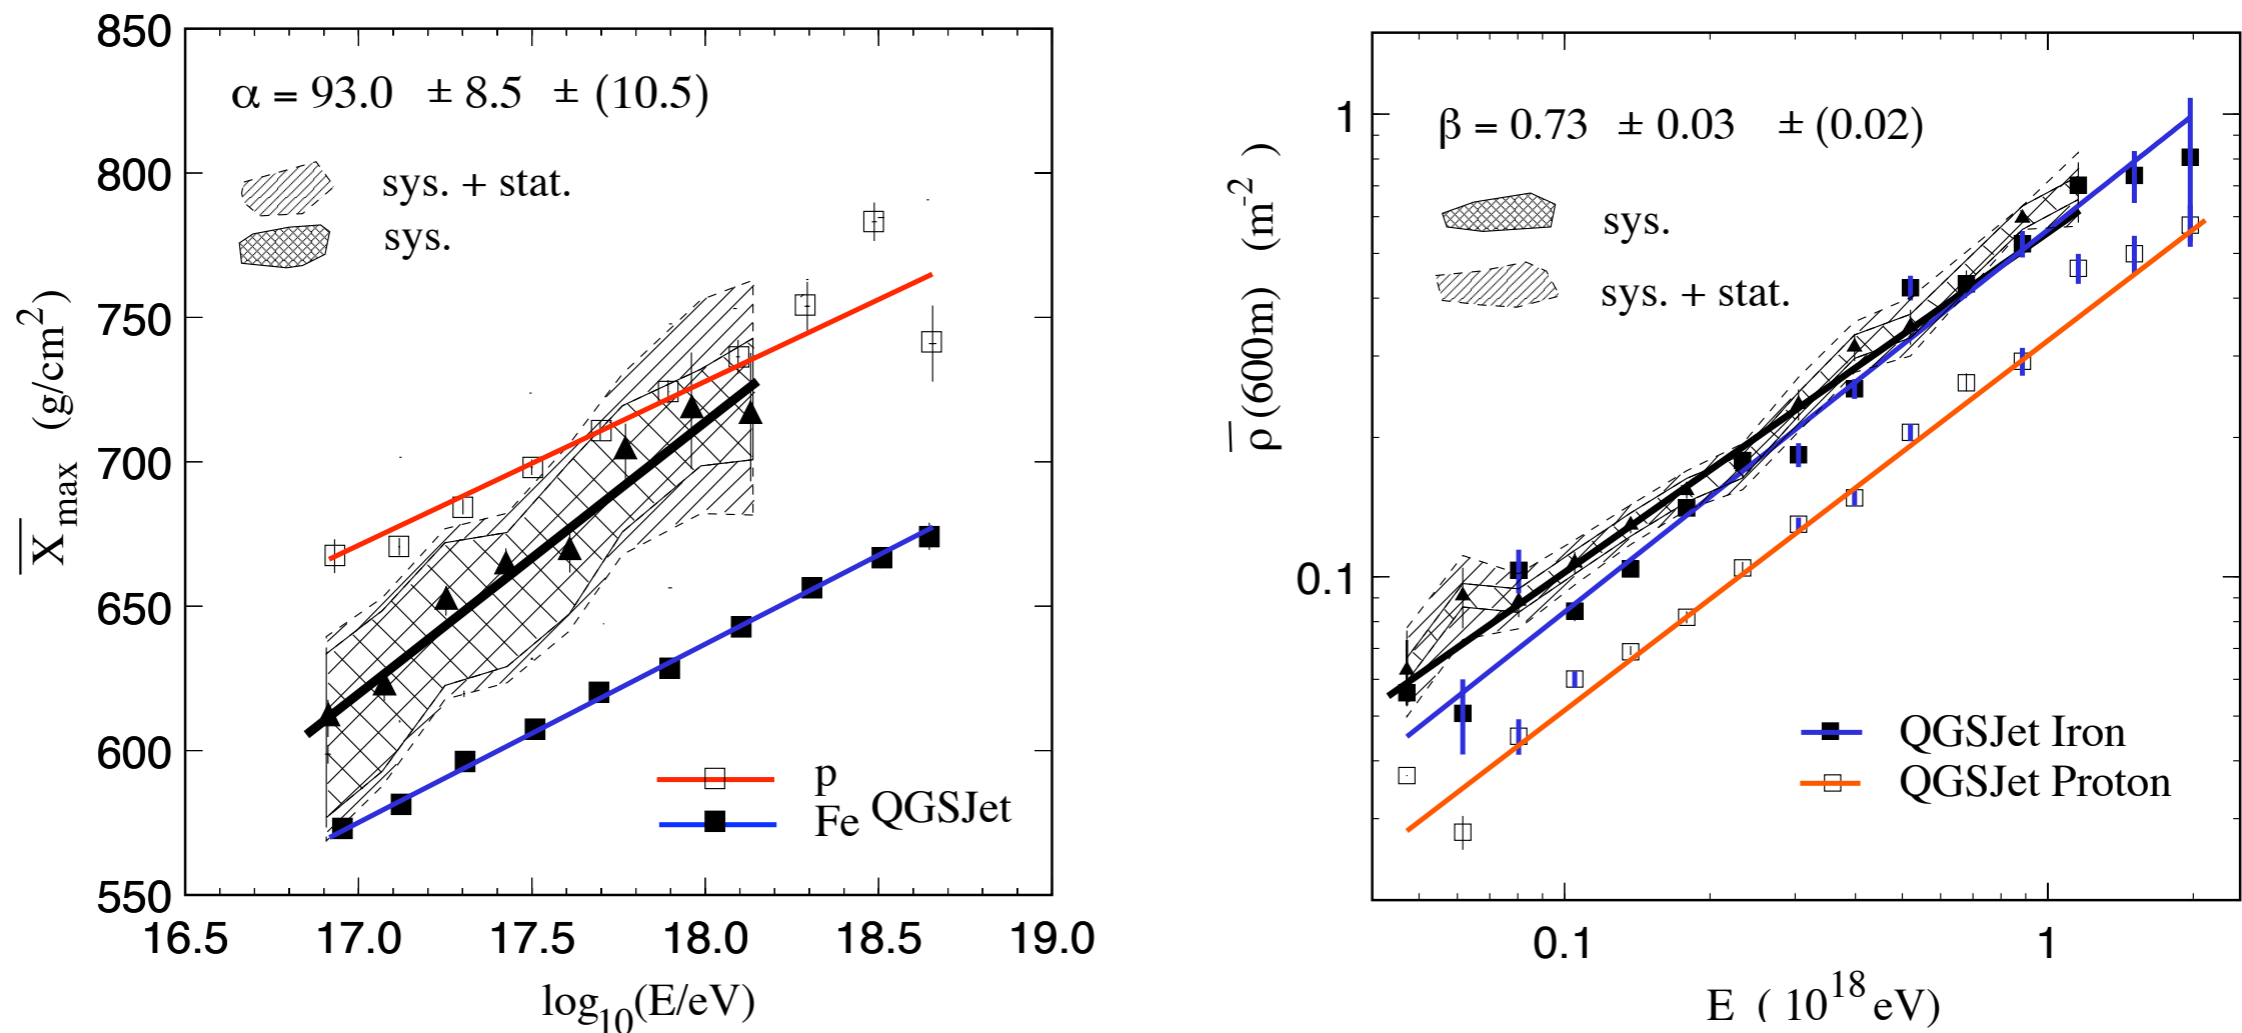 850
800
750
700
650
600
550
16.5 17.0 17.5 18.0 18.5 19.0
X̅max (g/cm²)
log₁₀(E/eV)
α = 93.0 ± 8.5 ± (10.5)
sys. + stat.
sys.
p
Fe QGSJet
1
0.1
0.1 1
ρ̅(600m) (m⁻²)
E ( 10¹⁸ eV)
β = 0.73 ± 0.03 ± (0.02)
sys.
sys. + stat.
QGSJet Iron
QGSJet Proton